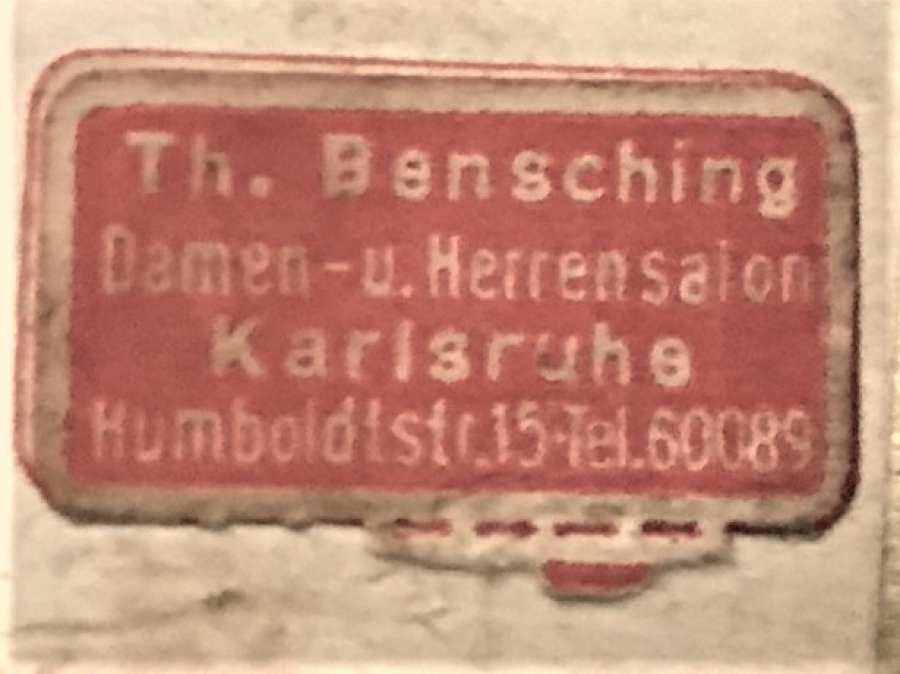 Th. Bensching
Damen-u. Herrensalon
Karlsruhe
Humboldtstr.15-Tel.60089